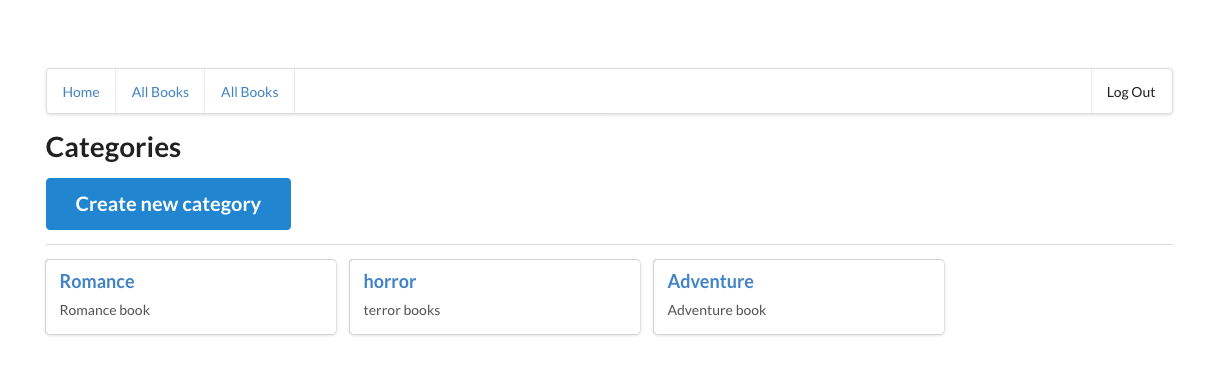 Home All Books All Books Log Out
Categories
Create new category
Romance horror Adventure
Romance book terror books Adventure book